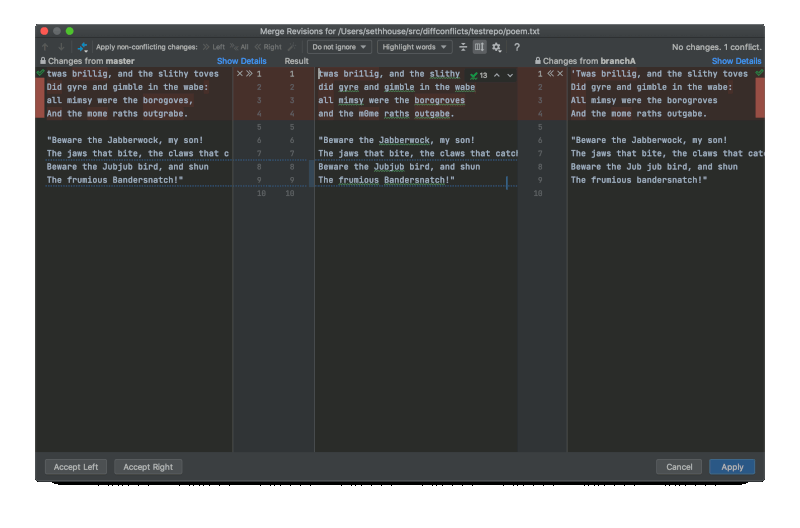 Merge Revisions for /Users/sethhouse/src/diffconflicts/testrepo/poem.txt
Apply non-conflicting changes: Left All Right Do not ignore Highlight words ? No changes. 1 conflict.
Changes from master Show Details Result Changes from branchA Show Details
twas brillig, and the slithy toves
Did gyre and gimble in the wabe:
all mimsy were the borogoves,
And the mome raths outgrabe.
"Beware the Jabberwock, my son!
The jaws that bite, the claws that c
Beware the Jubjub bird, and shun
The frumious Bandersnatch!"
1 1
2 2
3 3
4 4
5 5
6 6
7 7
8 8
9 9
10 10
twas brillig, and the slithy 13
did gyre and gimble in the wabe
all mimsy were the borogroves
and the m0me raths outgabe.
"Beware the Jabberwock, my son!
The jaws that bite, the claws that catch
Beware the Jubjub bird, and shun
The frumious Bandersnatch!"
1
2
3
4
5
6
7
8
9
10
'Twas brillig, and the slithy toves
Did gyre and gimble in the wabe:
All mimsy were the borogroves
And the mome raths outgrabe.
"Beware the Jabberwock, my son!
The jaws that bite, the claws that cat
Beware the Jub jub bird, and shun
The frumious bandersnatch!"
Accept Left Accept Right Cancel Apply